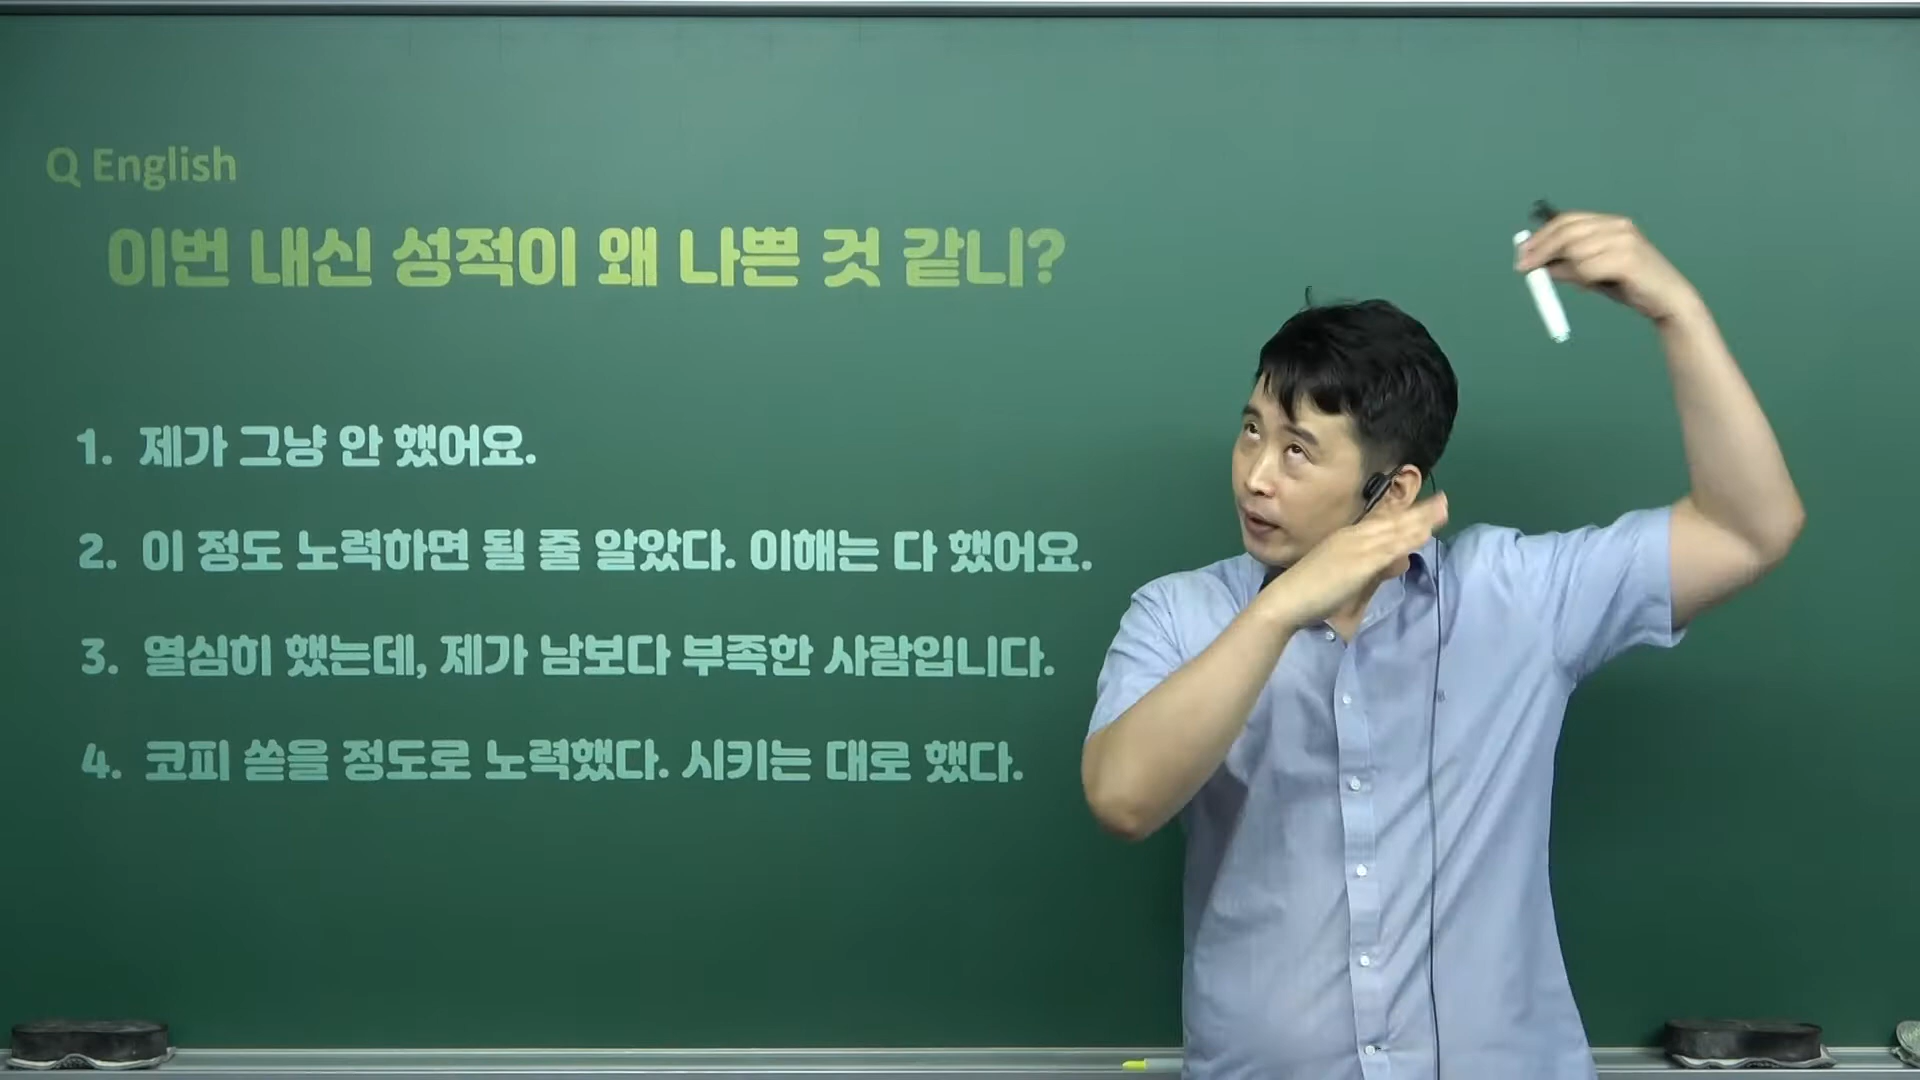 Q English
이번 내신 성적이 왜 나쁜 것 같니?
1. 제가 그냥 안 했어요.
2. 이 정도 노력하면 될 줄 알았다. 이해는 다 했어요.
3. 열심히 했는데, 제가 남보다 부족한 사람입니다.
4. 코피 쏟을 정도로 노력했다. 시키는 대로 했다.